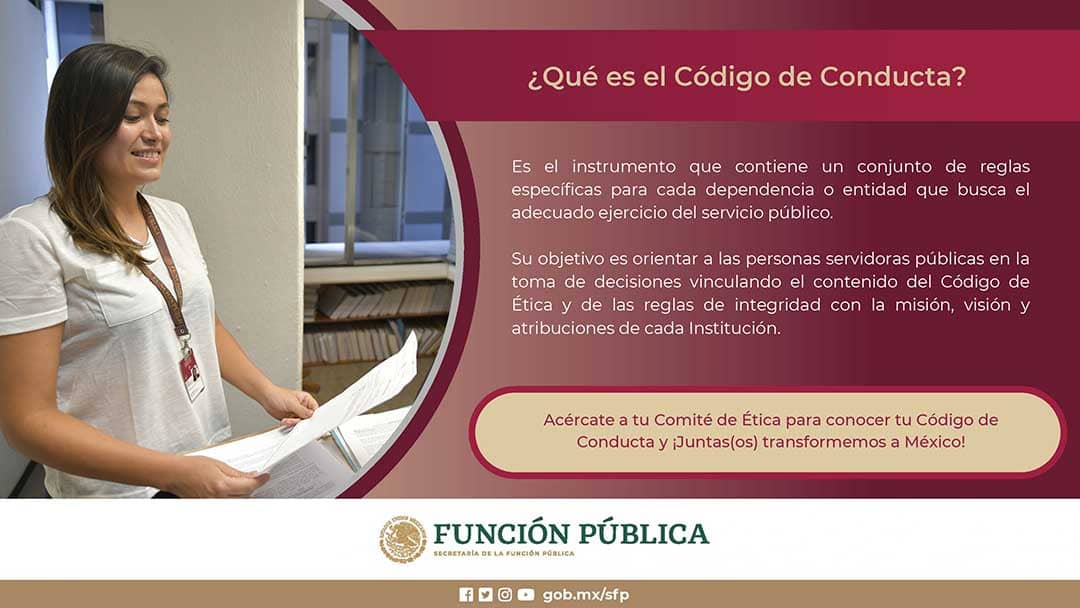 ¿Qué es el Código de Conducta?
Es el instrumento que contiene un conjunto de reglas
específicas para cada dependencia o entidad que busca el
adecuado ejercicio del servicio público.
Su objetivo es orientar a las personas servidoras públicas en la
toma de decisiones vinculando el contenido del Código de
Ética y de las reglas de integridad con la misión, visión y
atribuciones de cada Institución.
Acércate a tu Comité de Ética para conocer tu Código de
Conducta y ¡Juntas(os) transformemos a México!
FUNCIÓN PÚBLICA
SECRETARÍA DE LA FUNCIÓN PÚBLICA
gob.mx/sfp